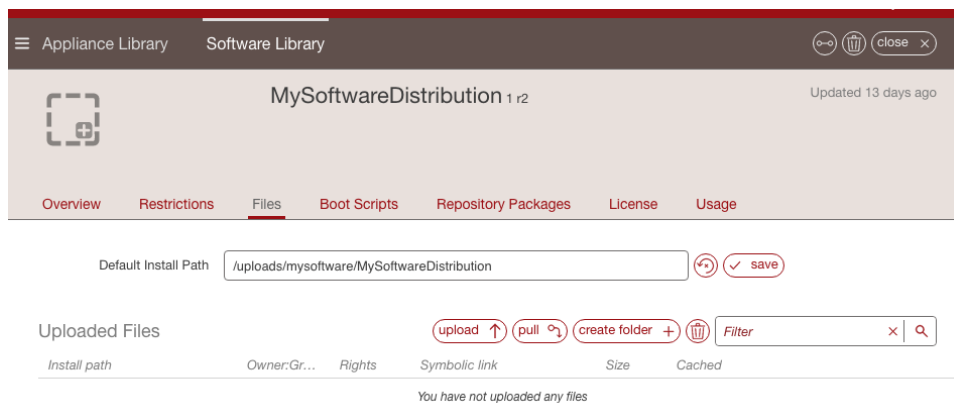 Appliance Library Software Library close
MySoftwareDistribution 1 r2 Updated 13 days ago
Overview Restrictions Files Boot Scripts Repository Packages License Usage
Default Install Path /uploads/mysoftware/MySoftwareDistribution save
Uploaded Files upload pull create folder Filter
Install path Owner:Gr... Rights Symbolic link Size Cached
You have not uploaded any files